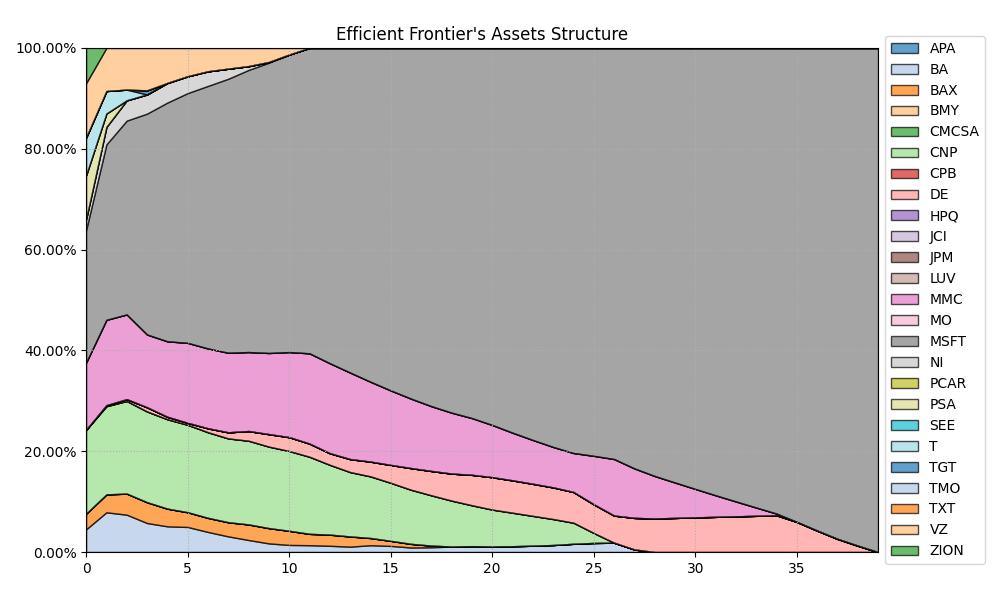 Efficient Frontier's Assets Structure
100.00%
80.00%
60.00%
40.00%
20.00%
0.00%
0 5 10 15 20 25 30 35
APA
BA
BAX
BMY
CMCSA
CNP
CPB
DE
HPQ
JCI
JPM
LUV
MMC
MO
MSFT
NI
PCAR
PSA
SEE
T
TGT
TMO
TXT
VZ
ZION